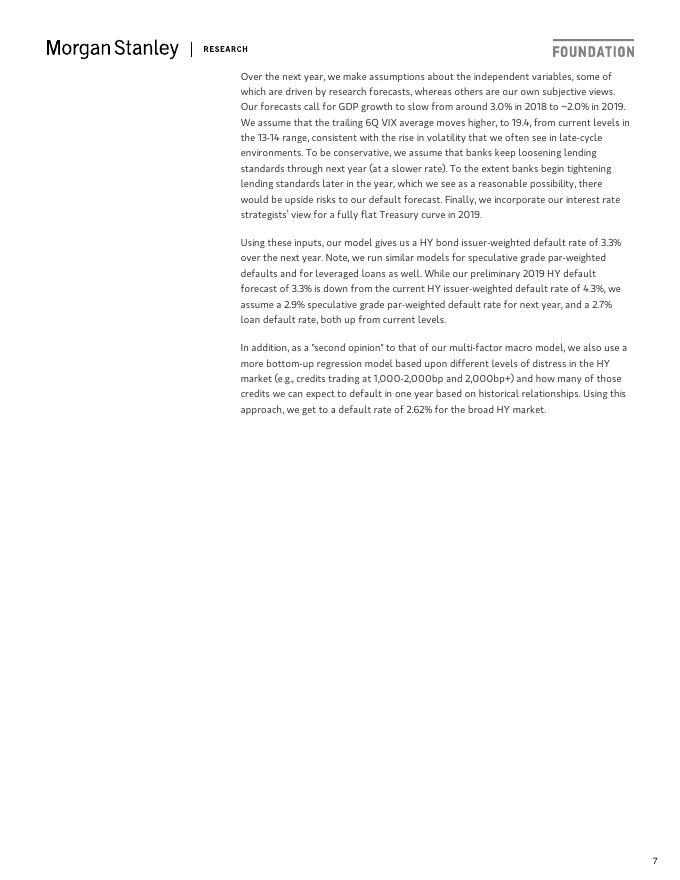 Morgan Stanley | RESEARCH
FOUNDATION
Over the next year, we make assumptions about the independent variables, some of
which are driven by research forecasts, whereas others are our own subjective views.
Our forecasts call for GDP growth to slow from around 3.0% in 2018 to ~2.0% in 2019.
We assume that the trailing 6Q VIX average moves higher, to 19.4, from current levels in
the 13-14 range, consistent with the rise in volatility that we often see in late-cycle
environments. To be conservative, we assume that banks keep loosening lending
standards through next year (at a slower rate). To the extent banks begin tightening
lending standards later in the year, which we see as a reasonable possibility, there
would be upside risks to our default forecast. Finally, we incorporate our interest rate
strategists' view for a fully flat Treasury curve in 2019.
Using these inputs, our model gives us a HY bond issuer-weighted default rate of 3.3%
over the next year. Note, we run similar models for speculative grade par-weighted
defaults and for leveraged loans as well. While our preliminary 2019 HY default
forecast of 3.3% is down from the current HY issuer-weighted default rate of 4.3%, we
assume a 2.9% speculative grade par-weighted default rate for next year, and a 2.7%
loan default rate, both up from current levels.
In addition, as a "second opinion" to that of our multi-factor macro model, we also use a
more bottom-up regression model based upon different levels of distress in the HY
market (e.g., credits trading at 1,000-2,000bp and 2,000bp+) and how many of those
credits we can expect to default in one year based on historical relationships. Using this
approach, we get to a default rate of 2.62% for the broad HY market.
7